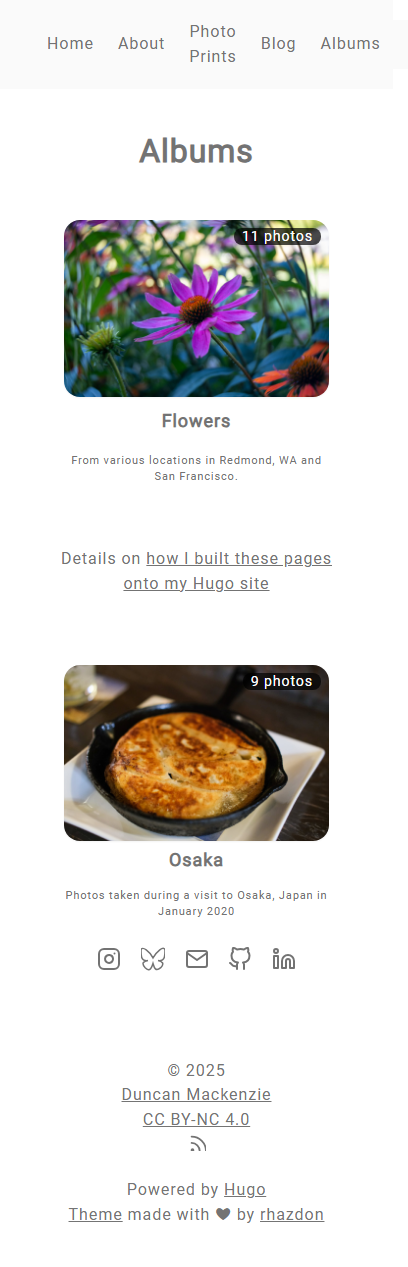 Home About Photo Prints Blog Albums
Albums
11 photos
Flowers
From various locations in Redmond, WA and
San Francisco.
Details on how I built these pages
onto my Hugo site
9 photos
Osaka
Photos taken during a visit to Osaka, Japan in
January 2020
© 2025
Duncan Mackenzie
CC BY-NC 4.0
Powered by Hugo
Theme made with ❤ by rhazdon